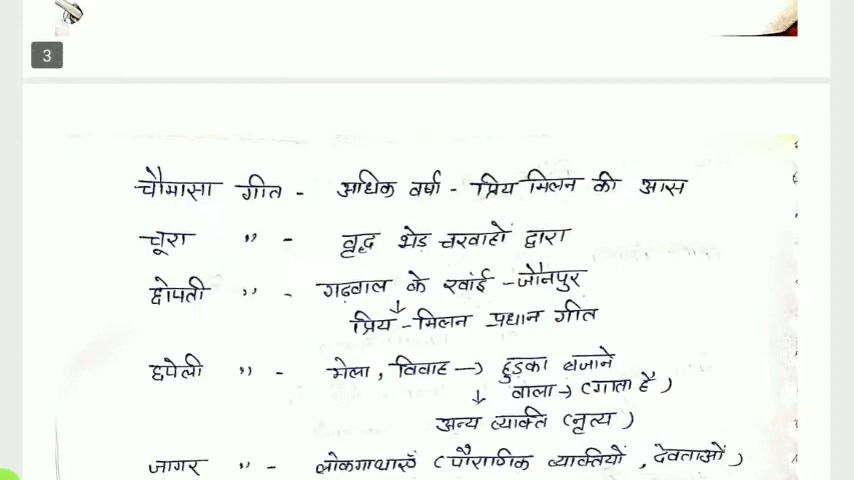 3
चौमासा गीत - अधिक वर्षा - प्रिय मिलन की आस
चूरा " - वृद्ध भेड़ चरवाहों द्वारा
छोपती " - गढ़वाल के रवांई - जौनपुर
↓
प्रिय - मिलन प्रधान गीत
छपेली " - मेला, विवाह → हुड़का बजाने
↓ वाला → (गाता है)
अन्य व्यक्ति (नृत्य)
जागर " - लोकगाथाएँ (पौराणिक व्यक्तियों, देवताओं)